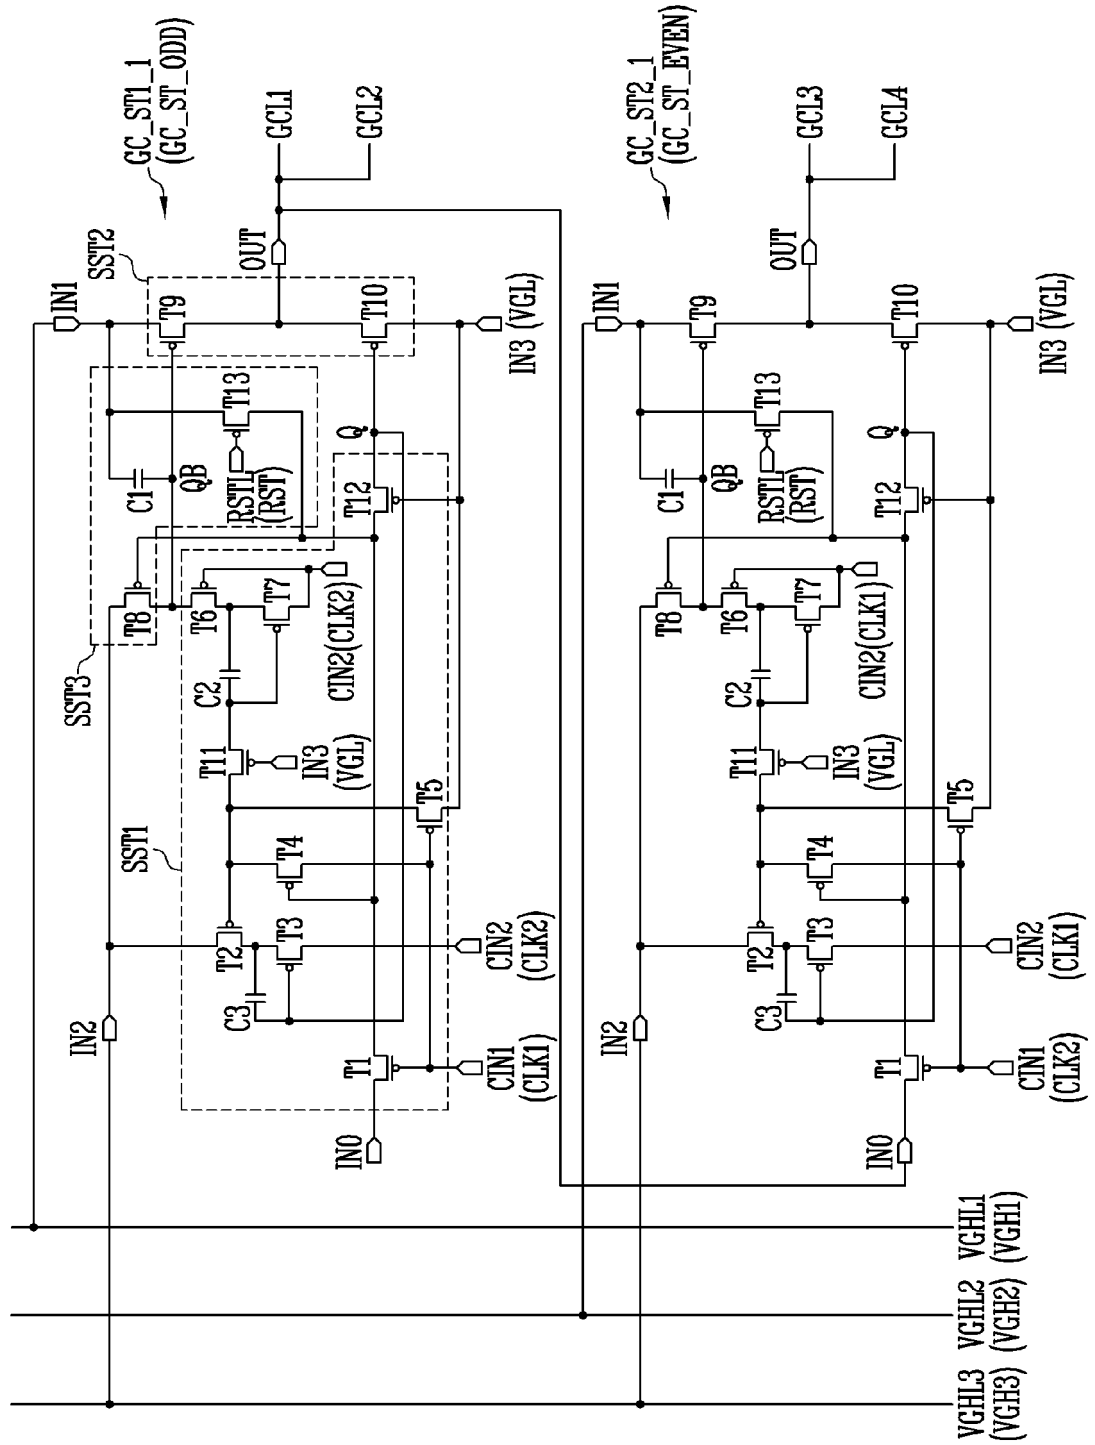 GC_ST1_1
(GC_ST_ODD)
GCL1
GCL2
SST2
OUT
IN1
T9
T10
IN3 (VGL)
T13
C1
QB
RSTL
(RST)
Q
T12
SST3
T8
T6
T7
CIN2(CLK2)
C2
T11
IN3
(VGL)
T5
SST1
T4
T2
T3
C3
CIN2
(CLK2)
IN2
T1
CIN1
(CLK1)
IN0
GC_ST2_1
(GC_ST_EVEN)
GCL3
GCL4
OUT
IN1
T9
T10
IN3 (VGL)
T13
C1
QB
RSTL
(RST)
Q
T12
T8
T6
T7
CIN2(CLK1)
C2
T11
IN3
(VGL)
T5
T4
T2
T3
C3
CIN2
(CLK1)
IN2
T1
CIN1
(CLK2)
IN0
VGHL1
(VGH1)
VGHL2
(VGH2)
VGHL3
(VGH3)